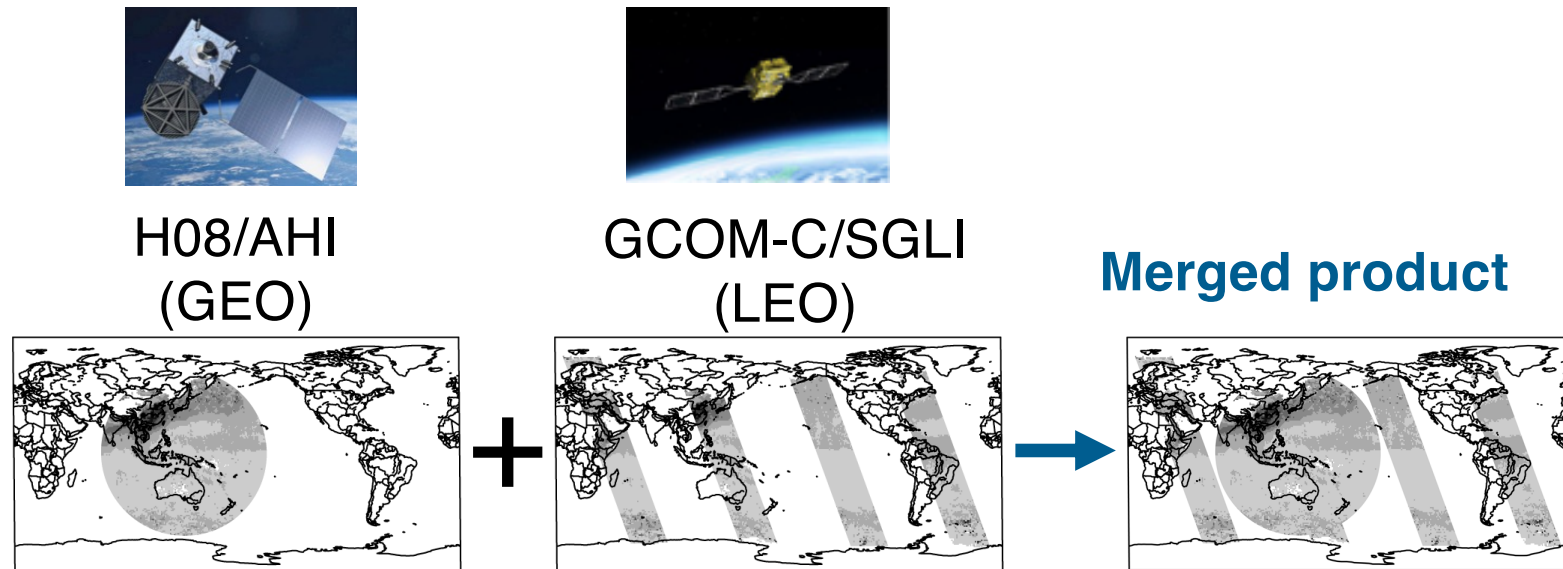 H08/AHI
(GEO)
GCOM-C/SGLI
(LEO)
Merged product
+